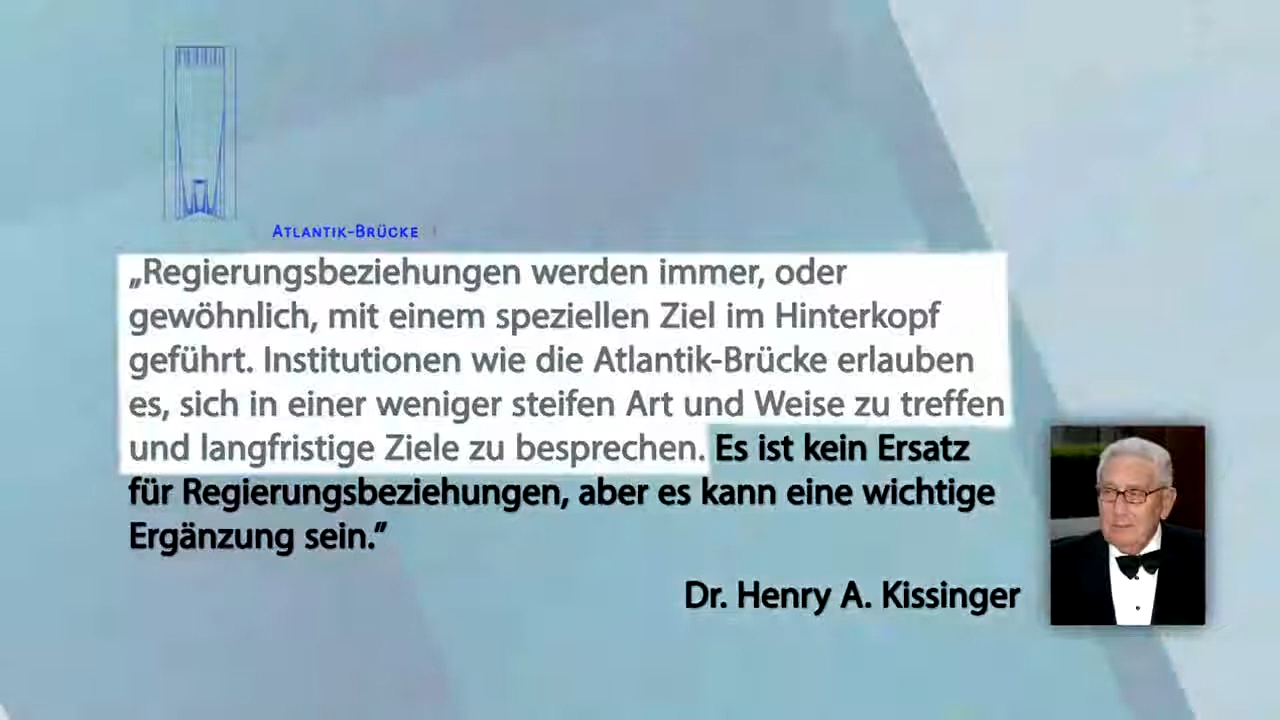 Atlantik-Brücke
„Regierungsbeziehungen werden immer, oder
gewöhnlich, mit einem speziellen Ziel im Hinterkopf
geführt. Institutionen wie die Atlantik-Brücke erlauben
es, sich in einer weniger steifen Art und Weise zu treffen
und langfristige Ziele zu besprechen. Es ist kein Ersatz
für Regierungsbeziehungen, aber es kann eine wichtige
Ergänzung sein.”
Dr. Henry A. Kissinger